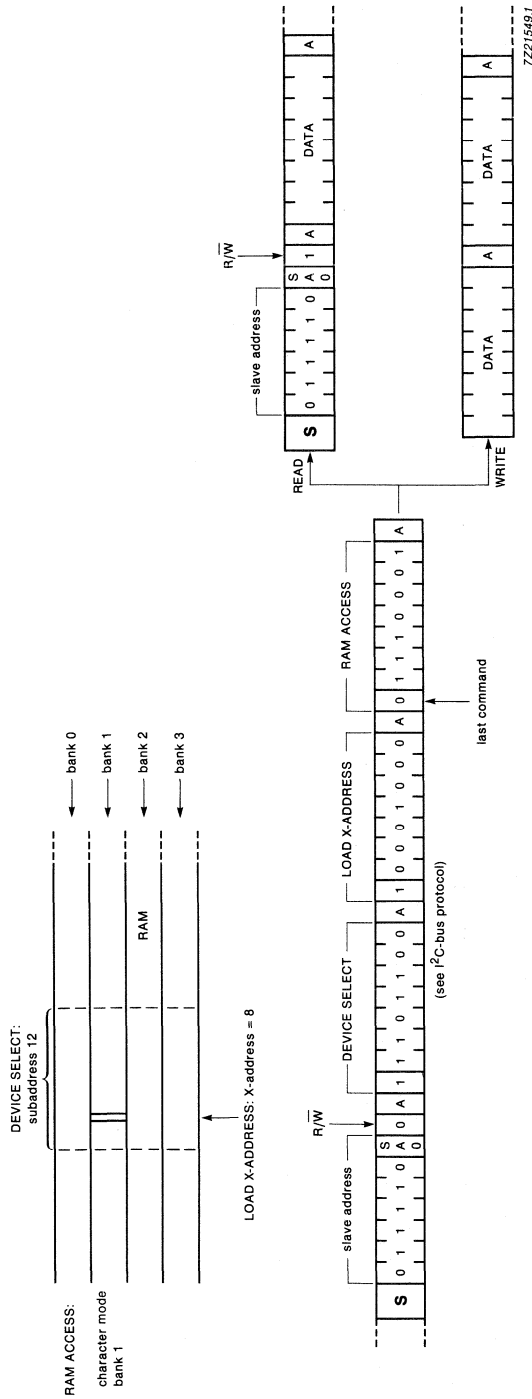 DEVICE SELECT:
subaddress 12
RAM ACCESS:
character mode
bank 1
RAM
bank 0
bank 1
bank 2
bank 3
LOAD X-ADDRESS: X-address = 8
slave address
R/W
DEVICE SELECT
LOAD X-ADDRESS
RAM ACCESS
S 0 1 1 1 1 0 S A 0 0 A 1 1 1 0 1 1 0 0 A 1 0 0 0 1 0 0 0 A 0 1 1 1 0 0 0 1 A
last command
(see I²C-bus protocol)
READ
slave address
R/W
S 0 1 1 1 1 0 S A 0 1 A DATA A
WRITE
DATA A DATA A
7Z21549.1